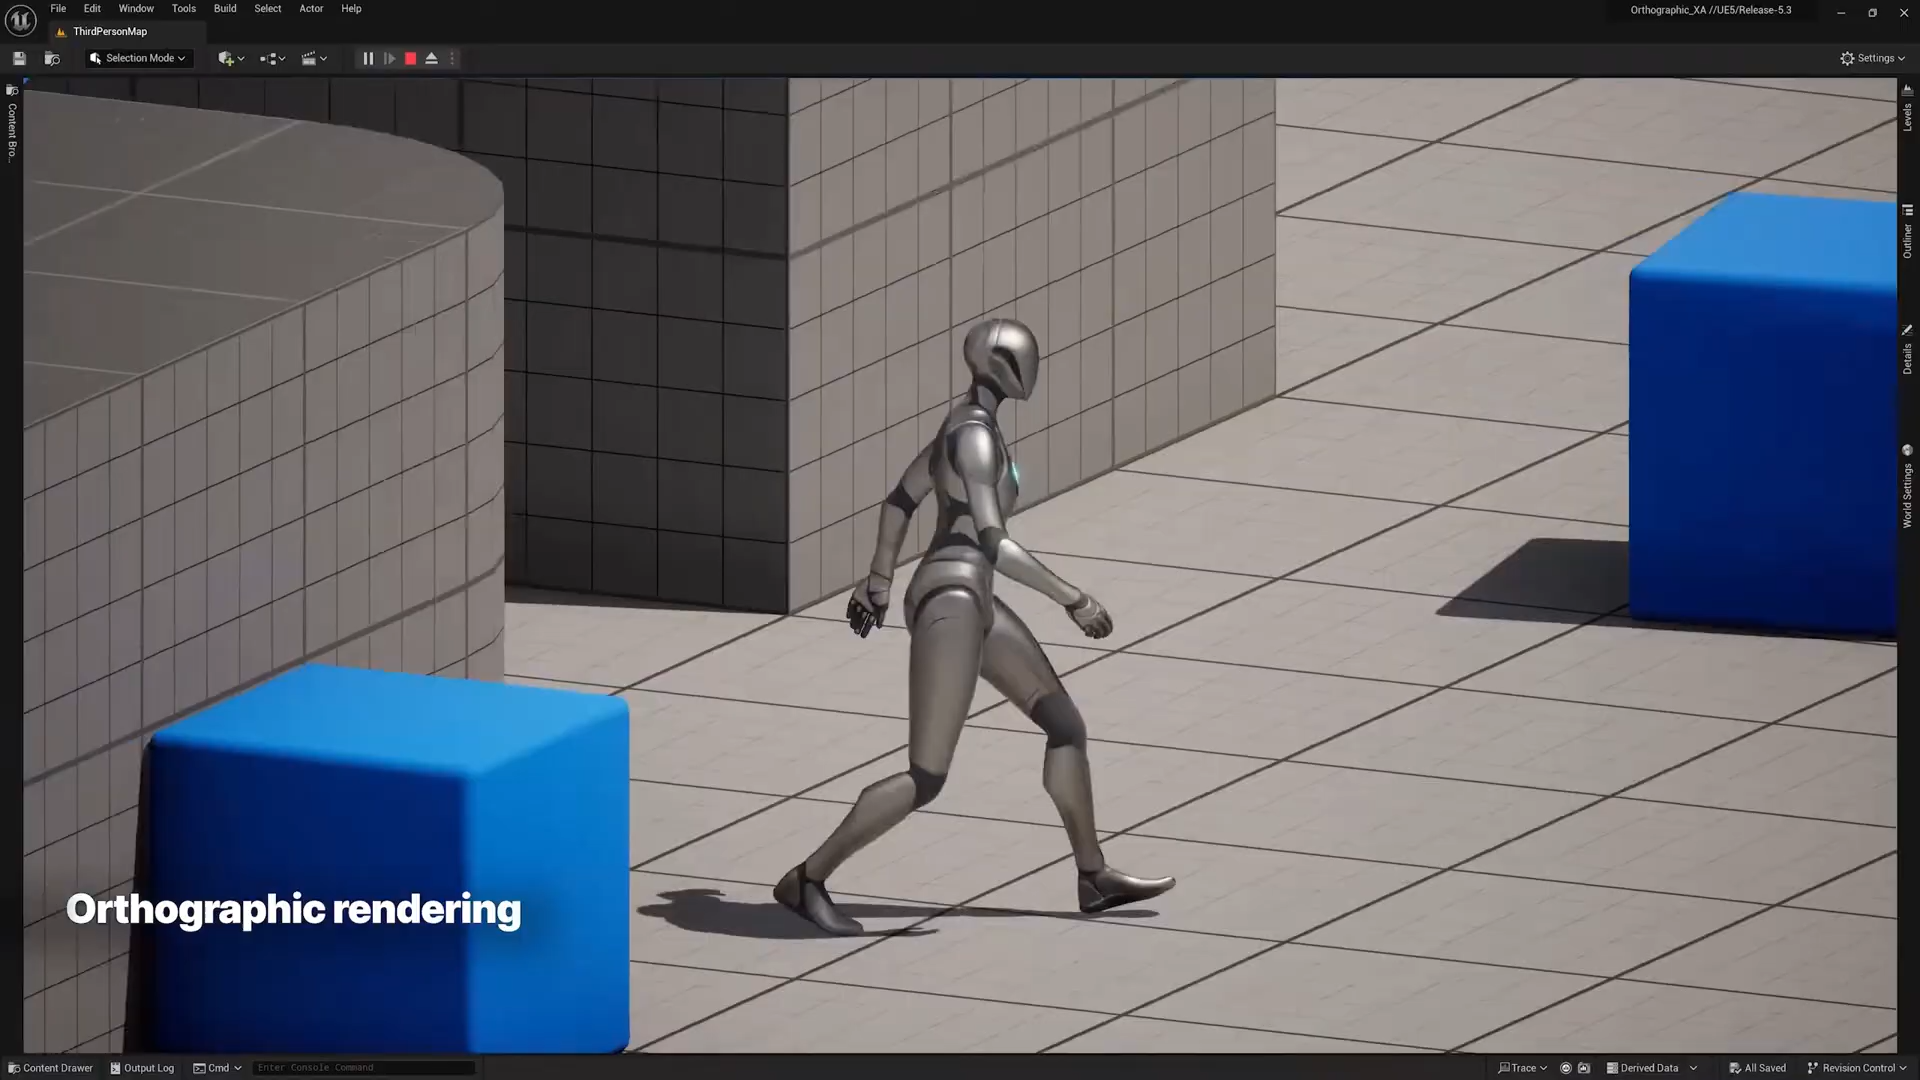 File Edit Window Tools Build Select Actor Help
Orthographic_XA //UE5/Release-5.3
ThirdPersonMap
Selection Mode
Settings
Content Bro...
Levels
Outliner
Details
World Settings
Orthographic rendering
Content Drawer Output Log Cmd Enter Console Command
Trace Derived Data All Saved Revision Control